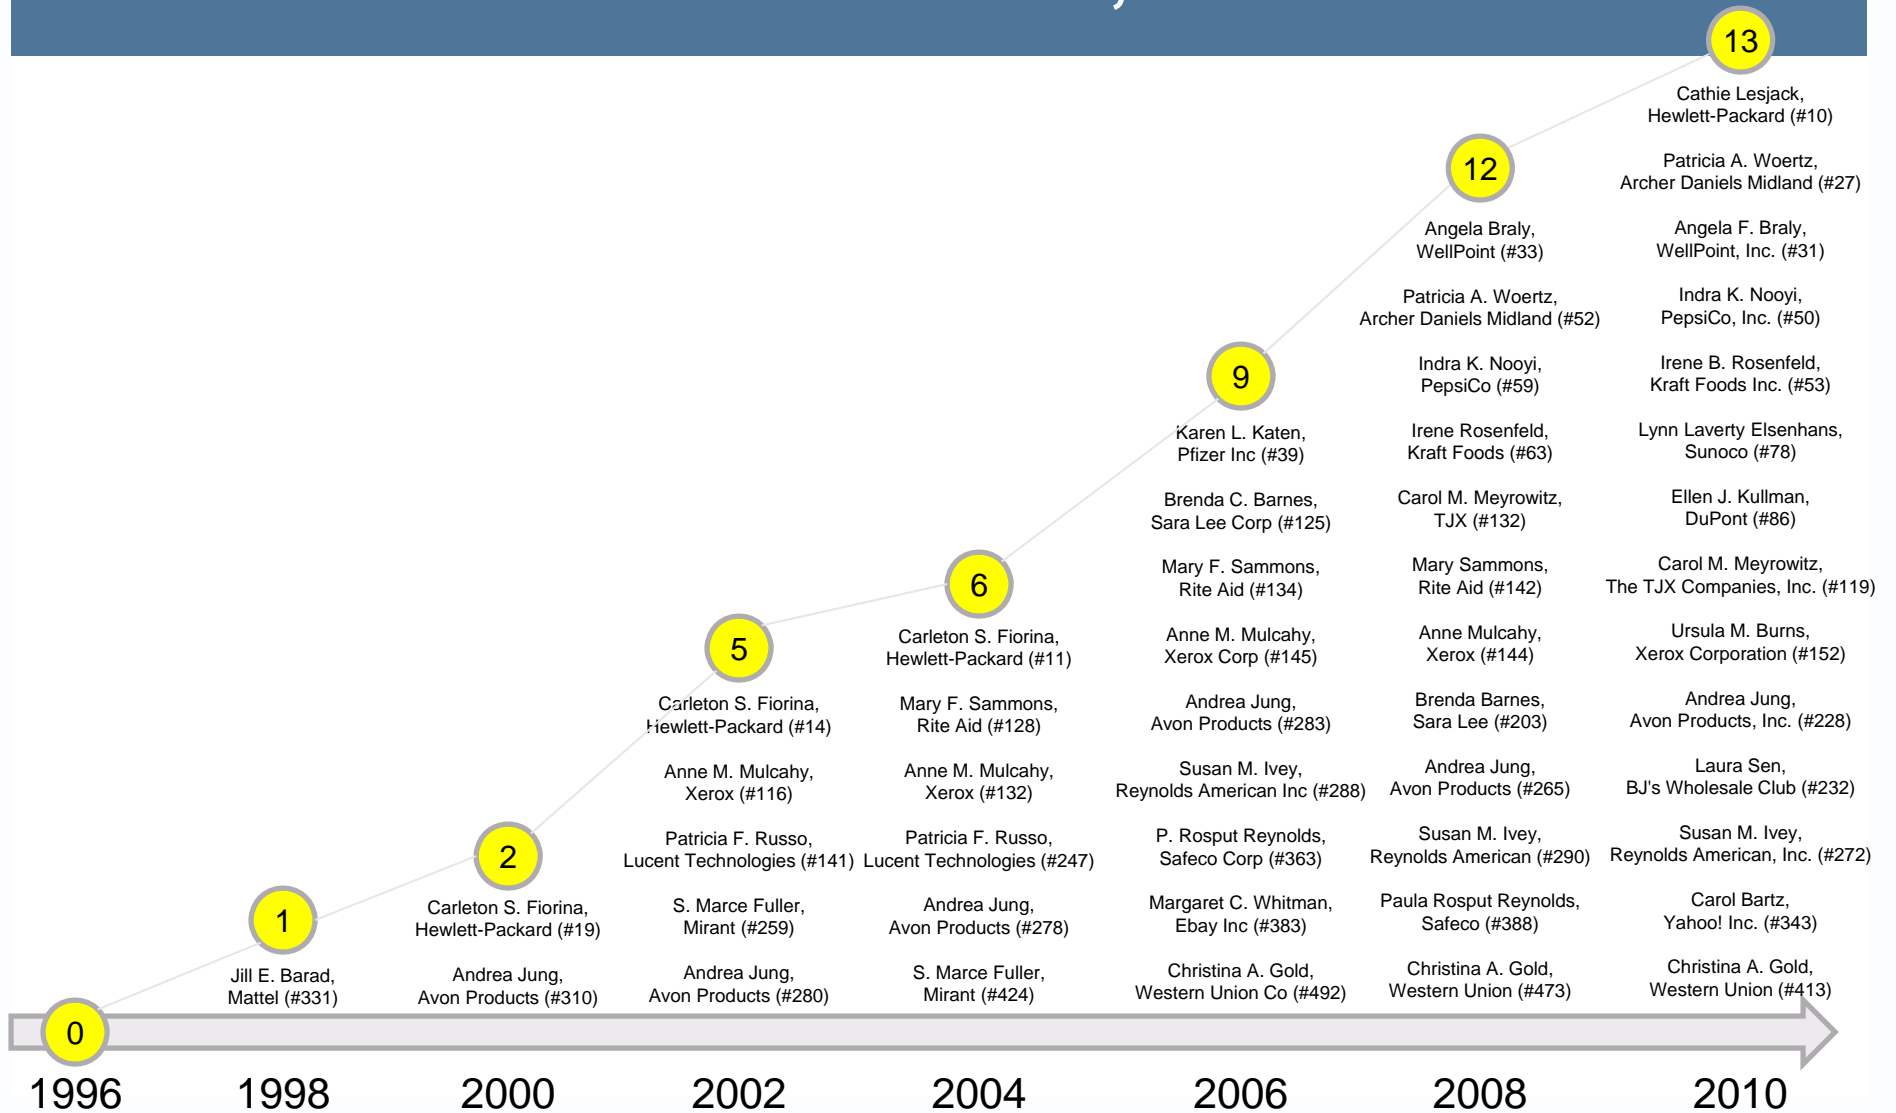 13
Cathie Lesjack,
Hewlett-Packard (#10)
Patricia A. Woertz,
Archer Daniels Midland (#27)
Angela F. Braly,
WellPoint, Inc. (#31)
Indra K. Nooyi,
PepsiCo, Inc. (#50)
Irene B. Rosenfeld,
Kraft Foods Inc. (#53)
Lynn Laverty Elsenhans,
Sunoco (#78)
Ellen J. Kullman,
DuPont (#86)
Carol M. Meyrowitz,
The TJX Companies, Inc. (#119)
Ursula M. Burns,
Xerox Corporation (#152)
Andrea Jung,
Avon Products, Inc. (#228)
Laura Sen,
BJ's Wholesale Club (#232)
Susan M. Ivey,
Reynolds American, Inc. (#272)
Carol Bartz,
Yahoo! Inc. (#343)
Christina A. Gold,
Western Union (#413)
12
Angela Braly,
WellPoint (#33)
Patricia A. Woertz,
Archer Daniels Midland (#52)
Indra K. Nooyi,
PepsiCo (#59)
Irene Rosenfeld,
Kraft Foods (#63)
Carol M. Meyrowitz,
TJX (#132)
Mary Sammons,
Rite Aid (#142)
Anne Mulcahy,
Xerox (#144)
Brenda Barnes,
Sara Lee (#203)
Andrea Jung,
Avon Products (#265)
Susan M. Ivey,
Reynolds American (#290)
Paula Rosput Reynolds,
Safeco (#388)
Christina A. Gold,
Western Union (#473)
9
Karen L. Katen,
Pfizer Inc (#39)
Brenda C. Barnes,
Sara Lee Corp (#125)
Mary F. Sammons,
Rite Aid (#134)
Anne M. Mulcahy,
Xerox Corp (#145)
Andrea Jung,
Avon Products (#283)
Susan M. Ivey,
Reynolds American Inc (#288)
P. Rosput Reynolds,
Safeco Corp (#363)
Margaret C. Whitman,
Ebay Inc (#383)
Christina A. Gold,
Western Union Co (#492)
6
Carleton S. Fiorina,
Hewlett-Packard (#11)
Mary F. Sammons,
Rite Aid (#128)
Anne M. Mulcahy,
Xerox (#132)
Patricia F. Russo,
Lucent Technologies (#247)
Andrea Jung,
Avon Products (#278)
S. Marce Fuller,
Mirant (#424)
5
Carleton S. Fiorina,
Hewlett-Packard (#14)
Anne M. Mulcahy,
Xerox (#116)
Patricia F. Russo,
Lucent Technologies (#141)
S. Marce Fuller,
Mirant (#259)
Andrea Jung,
Avon Products (#280)
2
Carleton S. Fiorina,
Hewlett-Packard (#19)
Andrea Jung,
Avon Products (#310)
1
Jill E. Barad,
Mattel (#331)
0
1996 1998 2000 2002 2004 2006 2008 2010